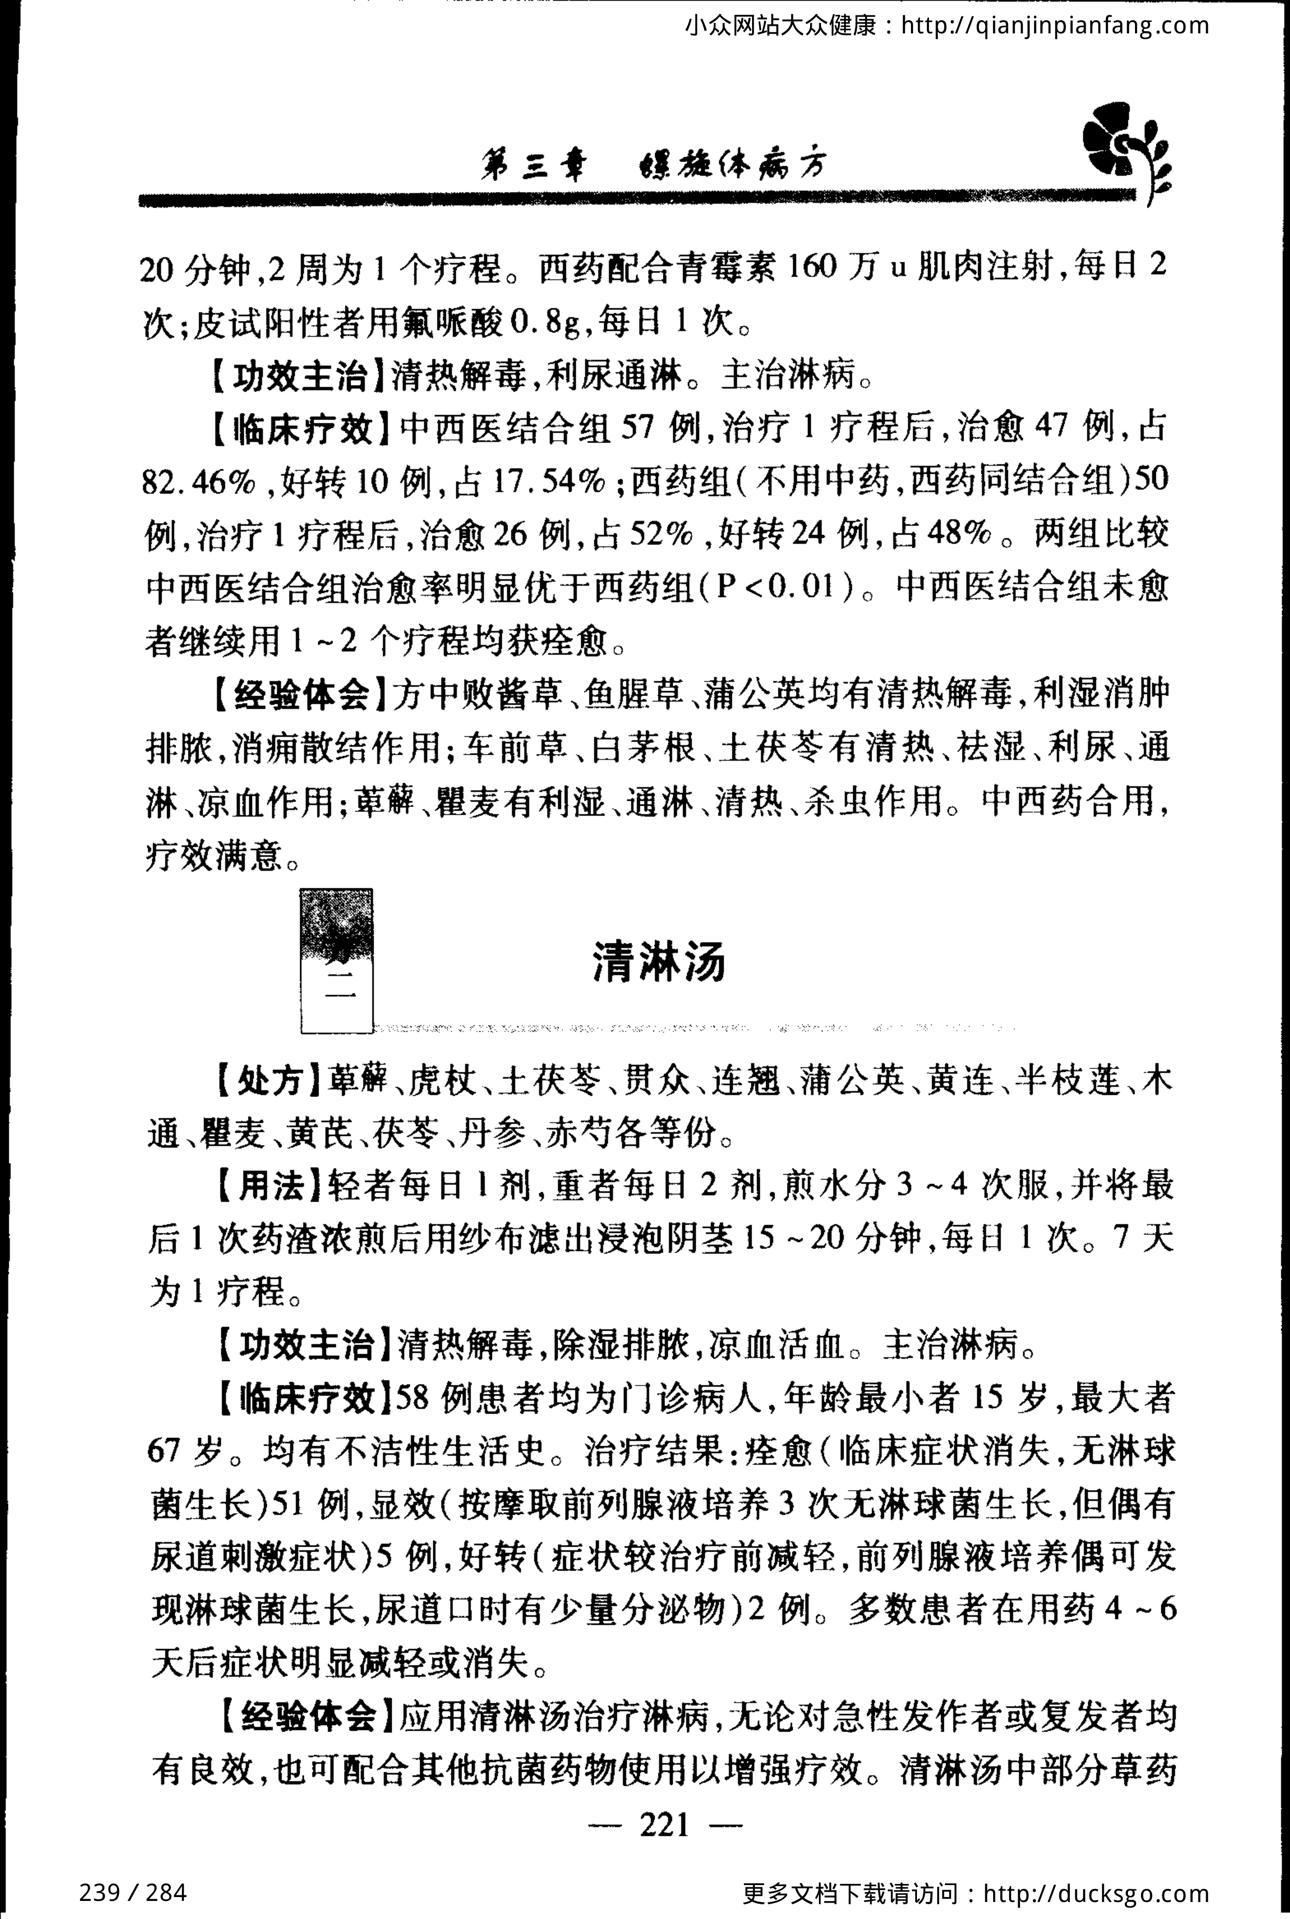 小众网站大众健康：http://qianjinpianfang.com
第三章 螺旋体病方
20 分钟,2 周为 1 个疗程。西药配合青霉素 160 万 u 肌肉注射,每日 2
次;皮试阳性者用氟哌酸 0.8g,每日 1 次。
【功效主治】清热解毒,利尿通淋。主治淋病。
【临床疗效】中西医结合组 57 例,治疗 1 疗程后,治愈 47 例,占
82.46%,好转 10 例,占 17.54%;西药组(不用中药,西药同结合组)50
例,治疗 1 疗程后,治愈 26 例,占 52%,好转 24 例,占 48%。两组比较
中西医结合组治愈率明显优于西药组(P<0.01)。中西医结合组未愈
者继续用 1~2 个疗程均获痊愈。
【经验体会】方中败酱草、鱼腥草、蒲公英均有清热解毒,利湿消肿
排脓,消痈散结作用;车前草、白茅根、土茯苓有清热、祛湿、利尿、通
淋、凉血作用;萆薢、瞿麦有利湿、通淋、清热、杀虫作用。中西药合用,
疗效满意。
方二
清淋汤
【处方】萆薢、虎杖、土茯苓、贯众、连翘、蒲公英、黄连、半枝莲、木
通、瞿麦、黄芪、茯苓、丹参、赤芍各等份。
【用法】轻者每日 1 剂,重者每日 2 剂,煎水分 3~4 次服,并将最
后 1 次药渣浓煎后用纱布滤出浸泡阴茎 15~20 分钟,每日 1 次。7 天
为 1 疗程。
【功效主治】清热解毒,除湿排脓,凉血活血。主治淋病。
【临床疗效】58 例患者均为门诊病人,年龄最小者 15 岁,最大者
67 岁。均有不洁性生活史。治疗结果:痊愈(临床症状消失,无淋球
菌生长)51 例,显效(按摩取前列腺液培养 3 次无淋球菌生长,但偶有
尿道刺激症状)5 例,好转(症状较治疗前减轻,前列腺液培养偶可发
现淋球菌生长,尿道口时有少量分泌物)2 例。多数患者在用药 4~6
天后症状明显减轻或消失。
【经验体会】应用清淋汤治疗淋病,无论对急性发作者或复发者均
有良效,也可配合其他抗菌药物使用以增强疗效。清淋汤中部分草药
— 221 —
239 / 284
更多文档下载请访问：http://ducksgo.com